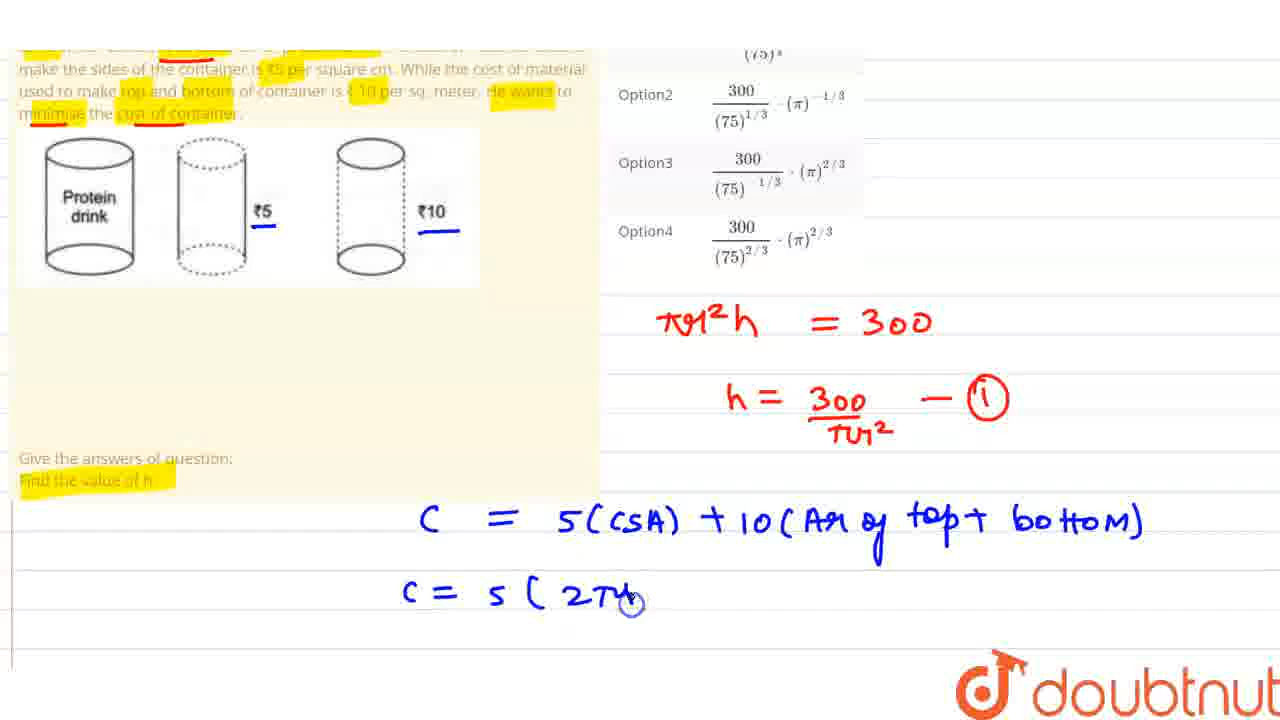 make the sides of the container is ₹5 per square cm. While the cost of material
used to make top and bottom of container is ₹ 10 per sq. meter. He wants to
minimise the cost of container.
Protein
drink
₹5
₹10
(75)
Option2 300/(75)^{1/3} · (π)^{-1/3}
Option3 300/(75)^{-1/3} · (π)^{2/3}
Option4 300/(75)^{2/3} · (π)^{2/3}
πr²h = 300
h = 300/πr² — ①
Give the answers of question:
Find the value of h.
C = 5(CSA) + 10(Ar of top + bottom)
C = 5(2πr
doubtnut